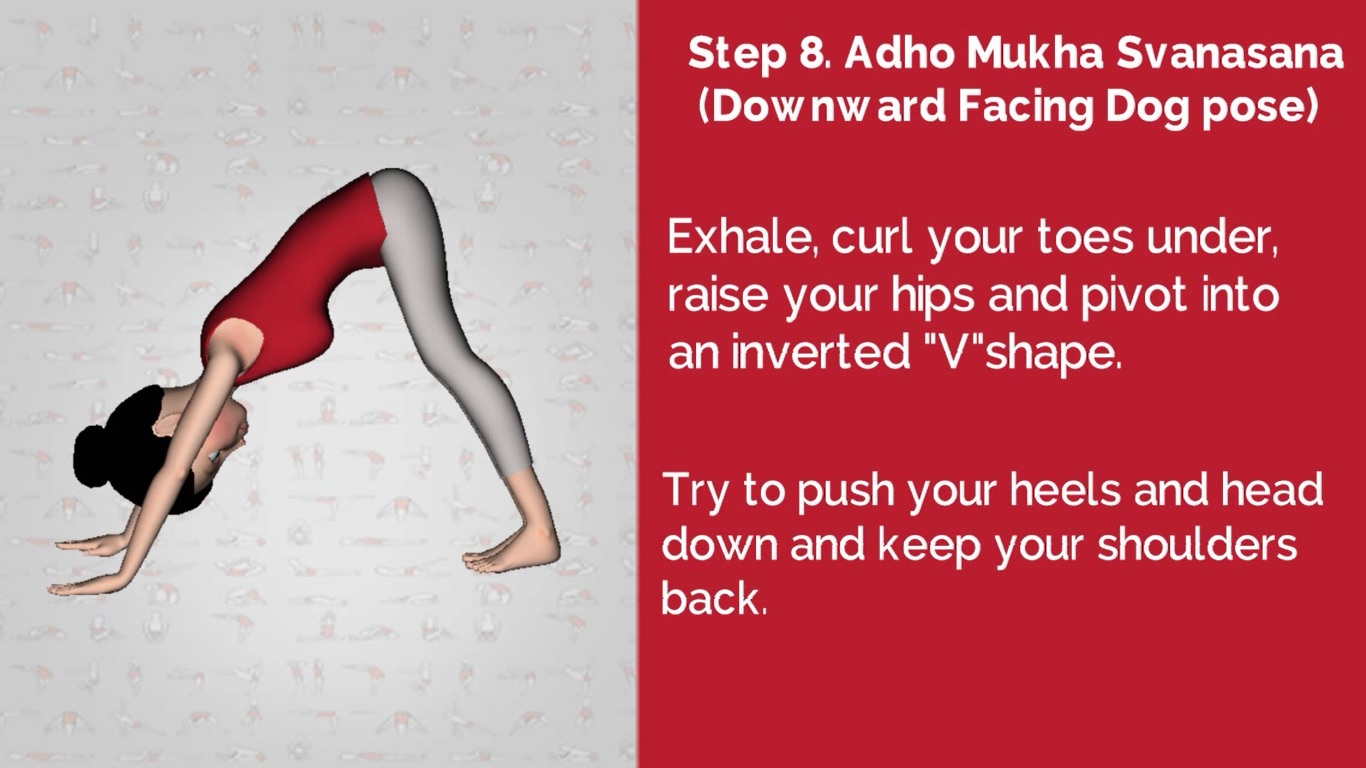 Step 8. Adho Mukha Svanasana
(Downward Facing Dog pose)
Exhale, curl your toes under,
raise your hips and pivot into
an inverted "V"shape.
Try to push your heels and head
down and keep your shoulders
back.